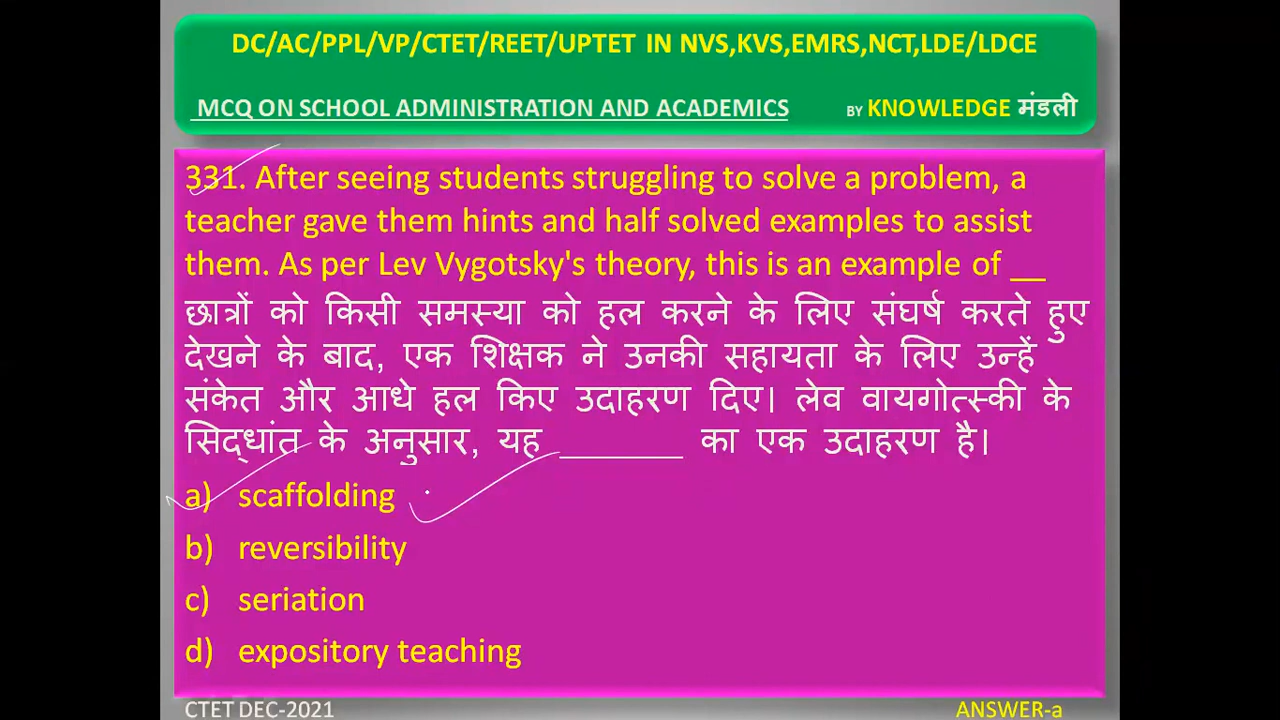 DC/AC/PPL/VP/CTET/REET/UPTET IN NVS,KVS,EMRS,NCT,LDE/LDCE
MCQ ON SCHOOL ADMINISTRATION AND ACADEMICS BY KNOWLEDGE मंडली
331. After seeing students struggling to solve a problem, a
teacher gave them hints and half solved examples to assist
them. As per Lev Vygotsky's theory, this is an example of __
छात्रों को किसी समस्या को हल करने के लिए संघर्ष करते हुए
देखने के बाद, एक शिक्षक ने उनकी सहायता के लिए उन्हें
संकेत और आधे हल किए उदाहरण दिए। लेव वायगोत्स्की के
सिद्धांत के अनुसार, यह _______ का एक उदाहरण है।
a) scaffolding
b) reversibility
c) seriation
d) expository teaching
CTET DEC-2021 ANSWER-a